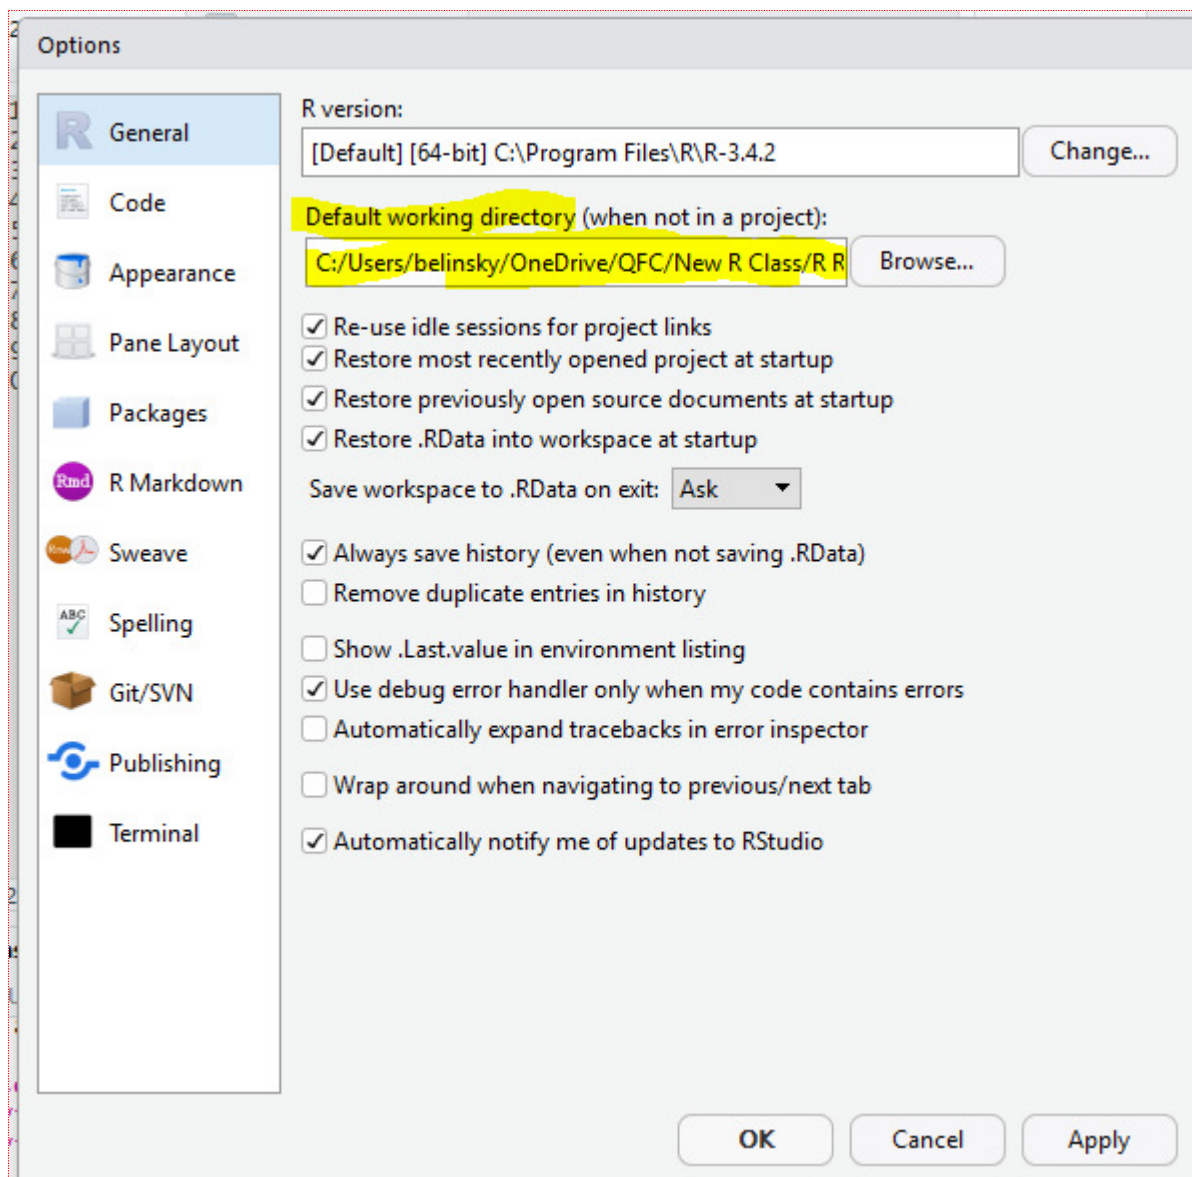 Options
General
Code
Appearance
Pane Layout
Packages
Rmd R Markdown
Sweave
ABC Spelling
Git/SVN
Publishing
Terminal
R version:
[Default] [64-bit] C:\Program Files\R\R-3.4.2 Change...
Default working directory (when not in a project):
C:/Users/belinsky/OneDrive/QFC/New R Class/R R Browse...
Re-use idle sessions for project links
Restore most recently opened project at startup
Restore previously open source documents at startup
Restore .RData into workspace at startup
Save workspace to .RData on exit: Ask
Always save history (even when not saving .RData)
Remove duplicate entries in history
Show .Last.value in environment listing
Use debug error handler only when my code contains errors
Automatically expand tracebacks in error inspector
Wrap around when navigating to previous/next tab
Automatically notify me of updates to RStudio
OK Cancel Apply